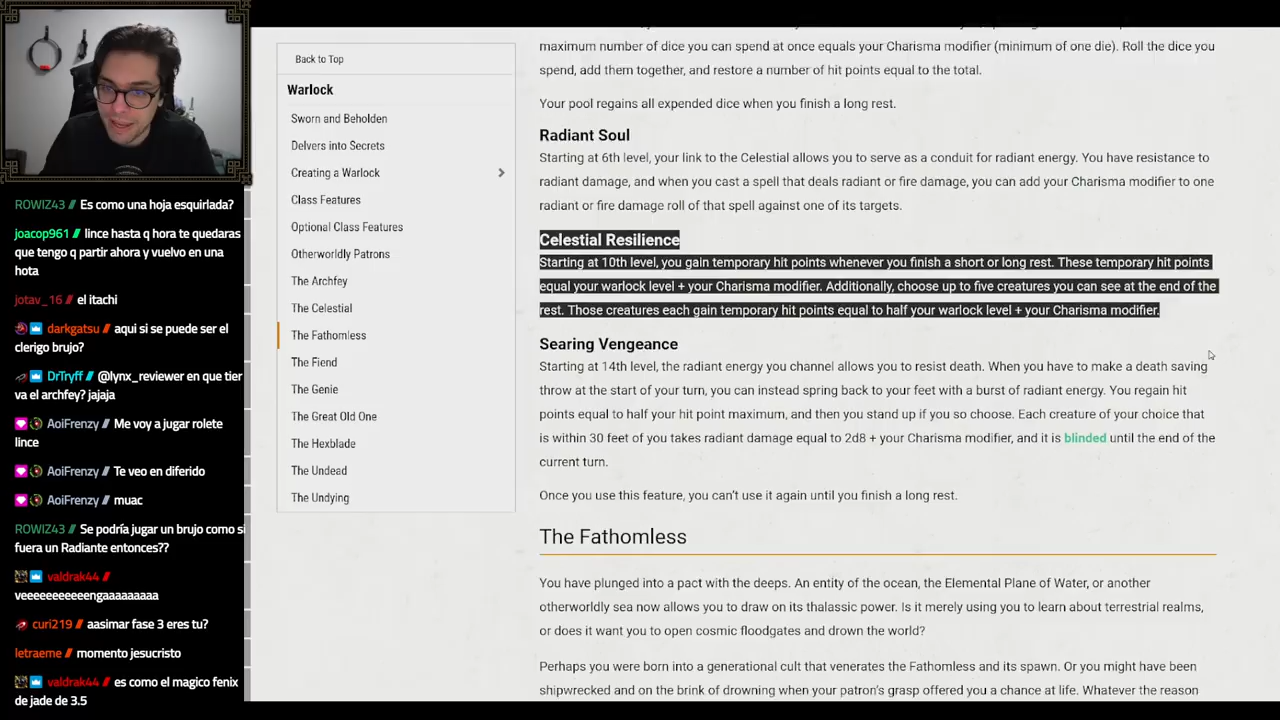 maximum number of dice you can spend at once equals your Charisma modifier (minimum of one die). Roll the dice you
spend, add them together, and restore a number of hit points equal to the total.
Your pool regains all expended dice when you finish a long rest.
Radiant Soul
Starting at 6th level, your link to the Celestial allows you to serve as a conduit for radiant energy. You have resistance to
radiant damage, and when you cast a spell that deals radiant or fire damage, you can add your Charisma modifier to one
radiant or fire damage roll of that spell against one of its targets.
Celestial Resilience
Starting at 10th level, you gain temporary hit points whenever you finish a short or long rest. These temporary hit points
equal your warlock level + your Charisma modifier. Additionally, choose up to five creatures you can see at the end of the
rest. Those creatures each gain temporary hit points equal to half your warlock level + your Charisma modifier.
Searing Vengeance
Starting at 14th level, the radiant energy you channel allows you to resist death. When you have to make a death saving
throw at the start of your turn, you can instead spring back to your feet with a burst of radiant energy. You regain hit
points equal to half your hit point maximum, and then you stand up if you so choose. Each creature of your choice that
is within 30 feet of you takes radiant damage equal to 2d8 + your Charisma modifier, and it is blinded until the end of the
current turn.
Once you use this feature, you can't use it again until you finish a long rest.
The Fathomless
You have plunged into a pact with the deeps. An entity of the ocean, the Elemental Plane of Water, or another
otherworldly sea now allows you to draw on its thalassic power. Is it merely using you to learn about terrestrial realms,
or does it want you to open cosmic floodgates and drown the world?
Perhaps you were born into a generational cult that venerates the Fathomless and its spawn. Or you might have been
shipwrecked and on the brink of drowning when your patron's grasp offered you a chance at life. Whatever the reason
Back to Top
Warlock
Sworn and Beholden
Delvers into Secrets
Creating a Warlock
Class Features
Optional Class Features
Otherworldly Patrons
The Archfey
The Celestial
The Fathomless
The Fiend
The Genie
The Great Old One
The Hexblade
The Undead
The Undying
ROWIZ43 // Es como una hoja esquirlada?
joacop961 // lince hasta q hora te quedaras
que tengo q partir ahora y vuelvo en una
hota
jotav_16 // el itachi
darkgatsu // aqui si se puede ser el
clerigo brujo?
DrTryff // @lynx_reviewer en que tier
va el archfey? jajaja
AoiFrenzy // Me voy a jugar rolete
lince
AoiFrenzy // Te veo en diferido
AoiFrenzy // muac
ROWIZ43 // Se podría jugar un brujo como si
fuera un Radiante entonces??
valdrak44 //
veeeeeeeeeeengaaaaaaaaa
curi219 // aasimar fase 3 eres tu?
letraeme // momento jesucristo
valdrak44 // es como el magico fenix
de jade de 3.5